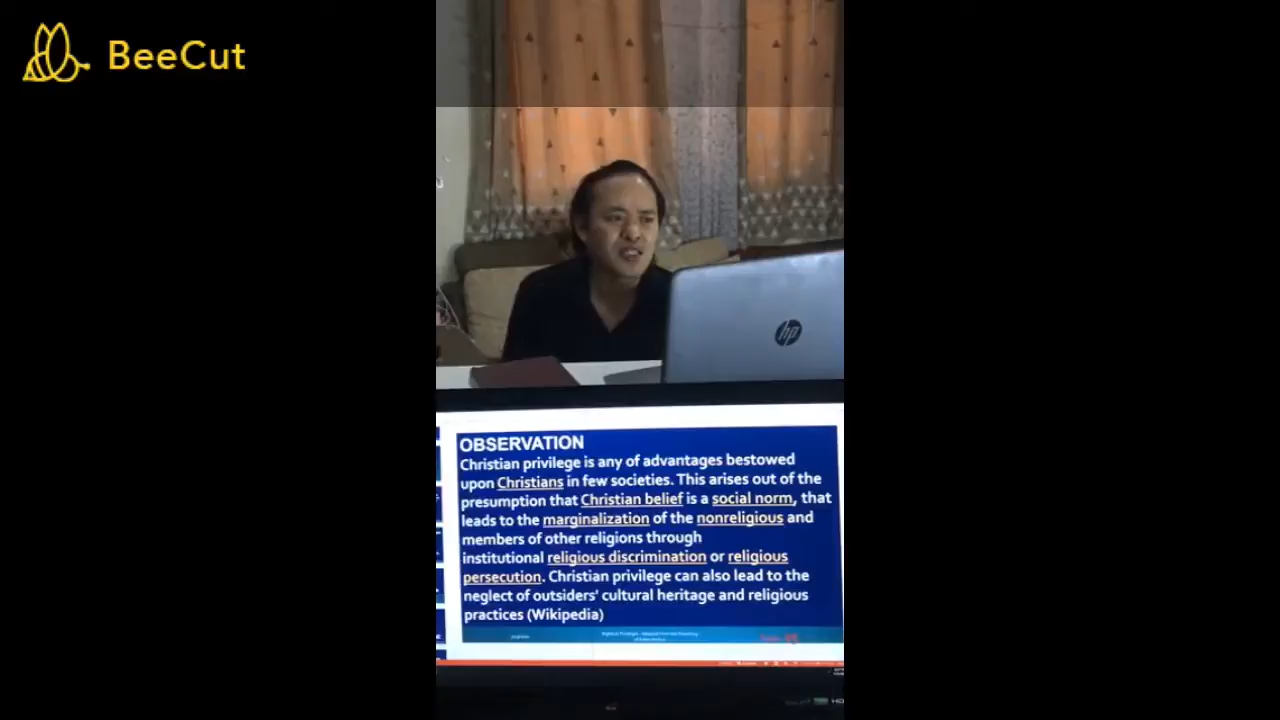 BeeCut
hp
OBSERVATION
Christian privilege is any of advantages bestowed
upon Christians in few societies. This arises out of the
presumption that Christian belief is a social norm, that
leads to the marginalization of the nonreligious and
members of other religions through
institutional religious discrimination or religious
persecution. Christian privilege can also lead to the
neglect of outsiders' cultural heritage and religious
practices (Wikipedia)